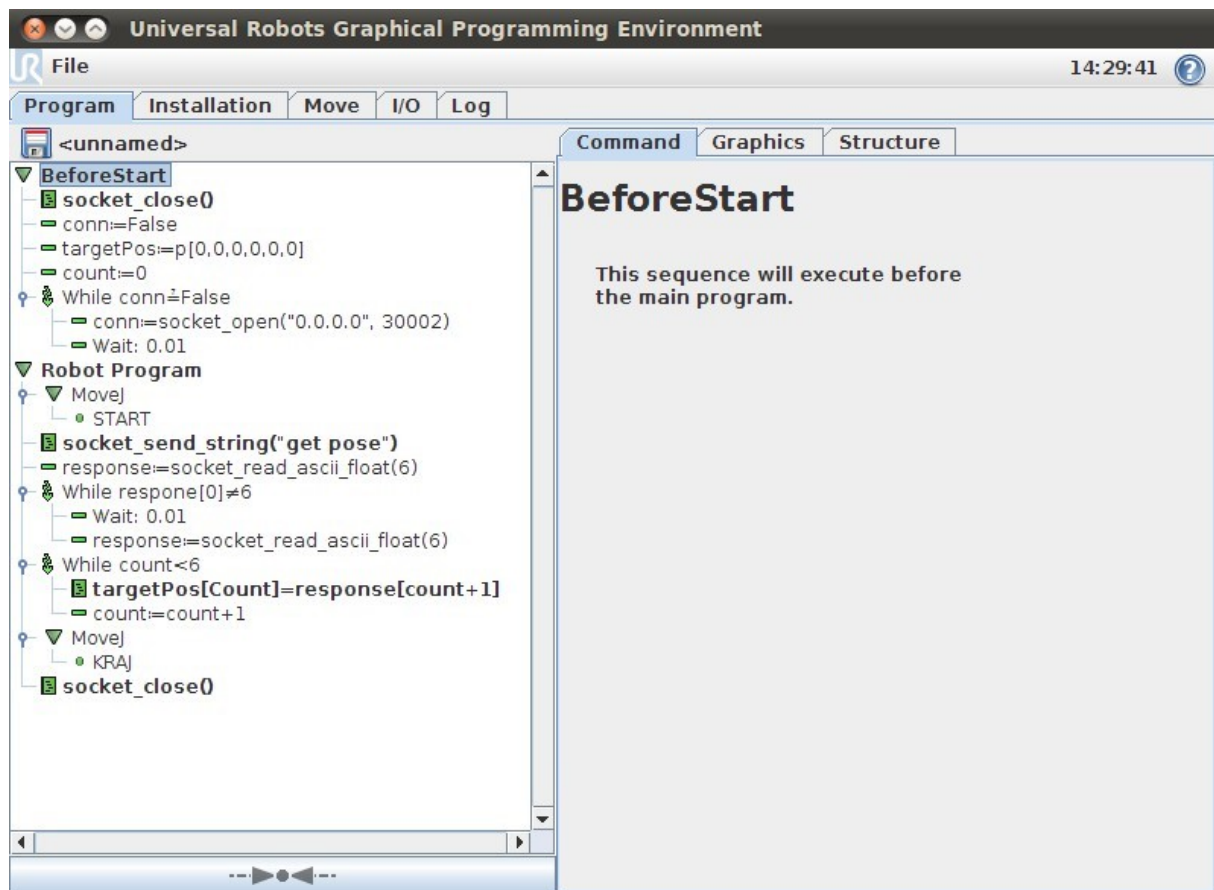 Universal Robots Graphical Programming Environment
File
14:29:41
Program Installation Move I/O Log
<unnamed>
Command Graphics Structure
BeforeStart
socket_close()
conn:=False
targetPos:=p[0,0,0,0,0,0]
count:=0
While conn≟False
conn:=socket_open("0.0.0.0", 30002)
Wait: 0.01
Robot Program
MoveJ
START
socket_send_string("get pose")
response:=socket_read_ascii_float(6)
While respone[0]≠6
Wait: 0.01
response:=socket_read_ascii_float(6)
While count<6
targetPos[Count]=response[count+1]
count:=count+1
MoveJ
KRAJ
socket_close()
BeforeStart
This sequence will execute before
the main program.